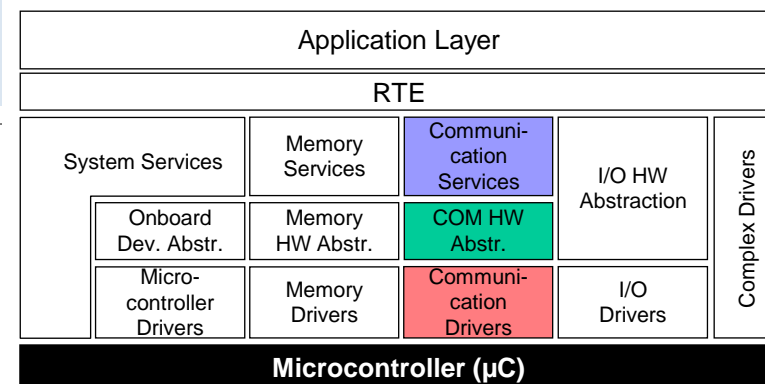 Application Layer
RTE
System Services
Memory
Services
Communi-
cation
Services
I/O HW
Abstraction
Complex Drivers
Onboard
Dev. Abstr.
Memory
HW Abstr.
COM HW
Abstr.
Micro-
controller
Drivers
Memory
Drivers
Communi-
cation
Drivers
I/O
Drivers
Microcontroller (µC)